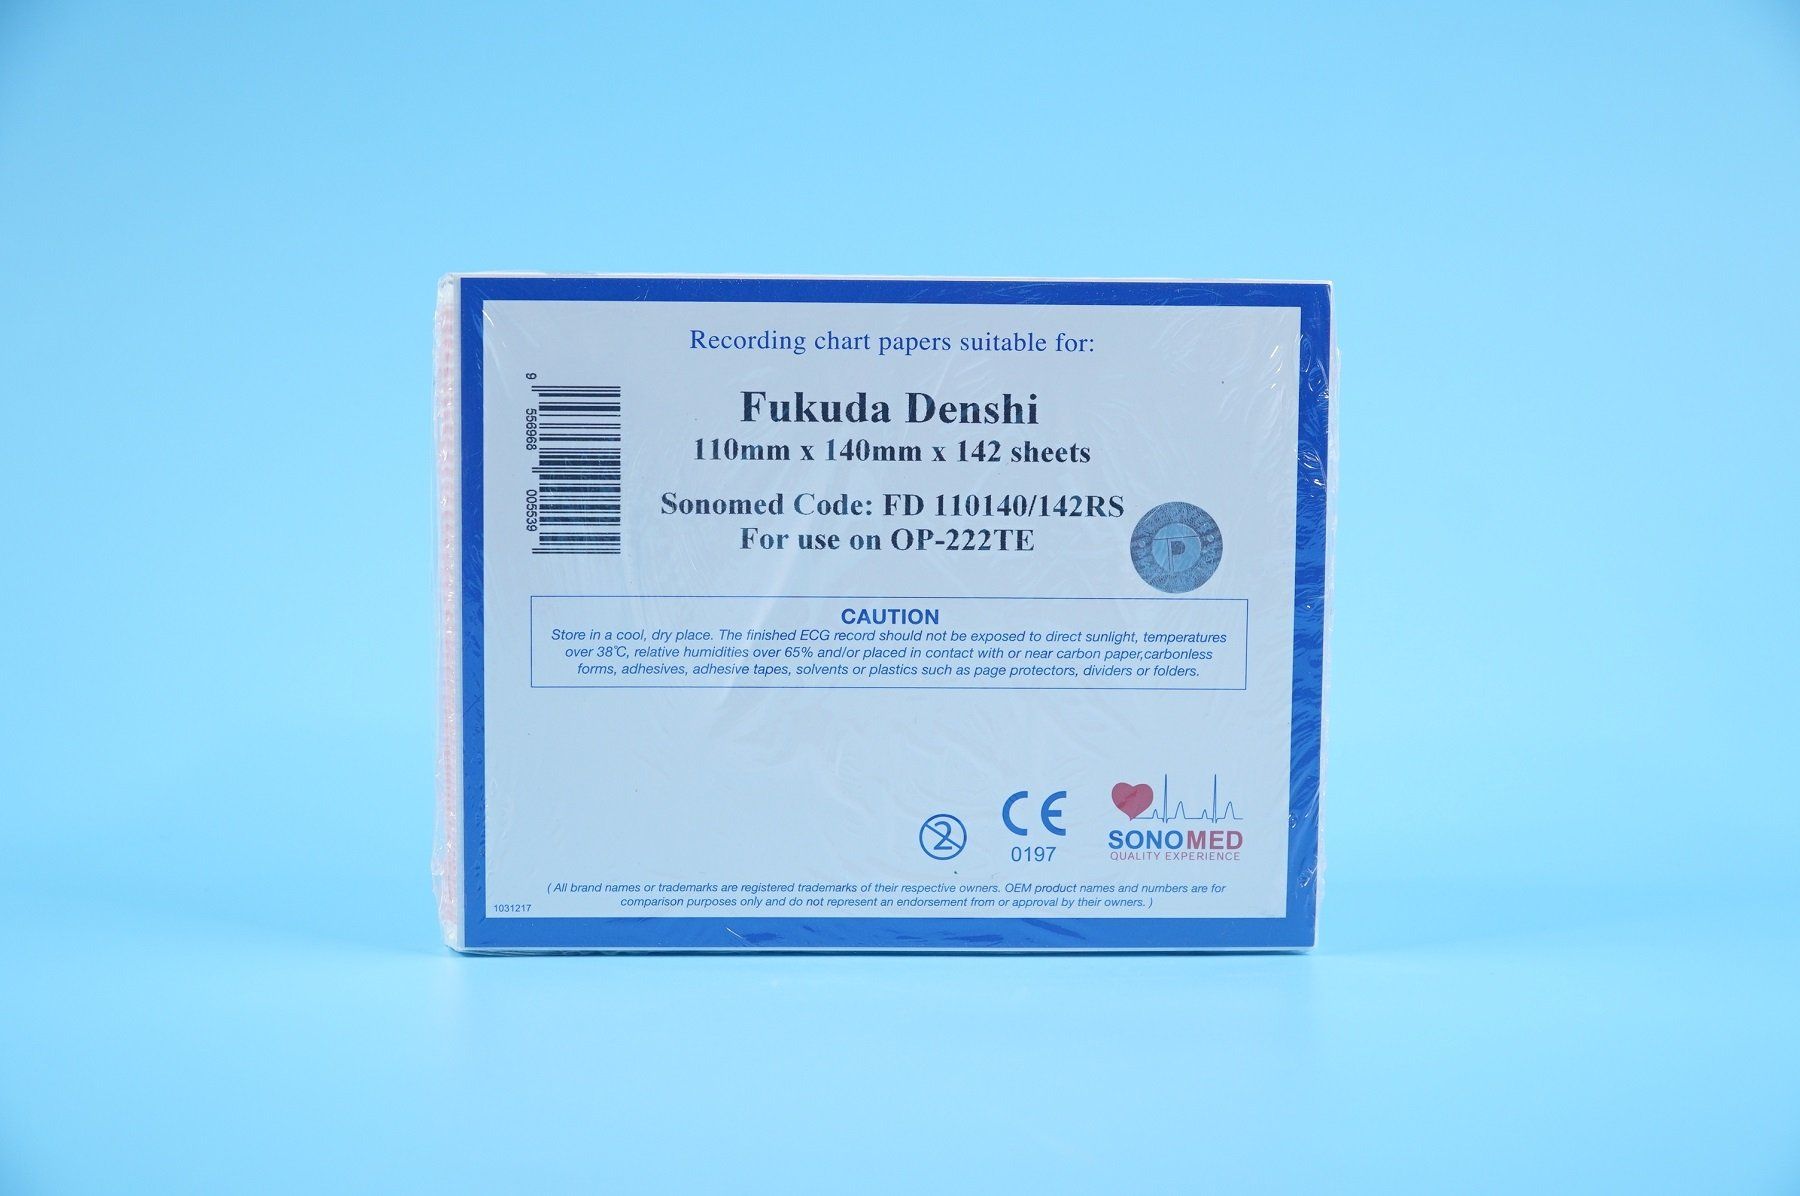 Recording chart papers suitable for:
Fukuda Denshi
110mm x 140mm x 142 sheets
Sonomed Code: FD 110140/142RS
For use on OP-222TE
9 556968 005539
P
CAUTION
Store in a cool, dry place. The finished ECG record should not be exposed to direct sunlight, temperatures
over 38℃, relative humidities over 65% and/or placed in contact with or near carbon paper,carbonless
forms, adhesives, adhesive tapes, solvents or plastics such as page protectors, dividers or folders.
2
CE
0197
SONOMED
QUALITY EXPERIENCE
( All brand names or trademarks are registered trademarks of their respective owners. OEM product names and numbers are for
comparison purposes only and do not represent an endorsement from or approval by their owners. )
1031217